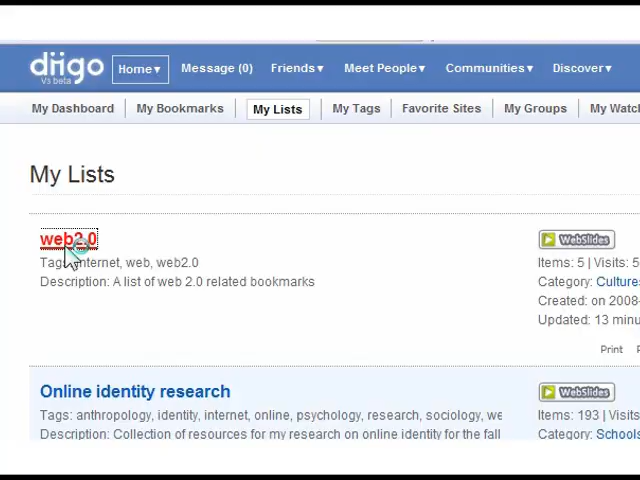 diigo
V3 beta
Home▾ Message (0) Friends▾ Meet People▾ Communities▾ Discover▾
My Dashboard My Bookmarks My Lists My Tags Favorite Sites My Groups My Watch
My Lists
web2.0 WebSlides
Tags: internet, web, web2.0 Items: 5 | Visits: 5
Description: A list of web 2.0 related bookmarks Category: Culture
Created: on 2008-
Updated: 13 minu
Print
Online identity research WebSlides
Tags: anthropology, identity, internet, online, psychology, research, sociology, we Items: 193 | Visits
Description: Collection of resources for my research on online identity for the fall Category: Schools